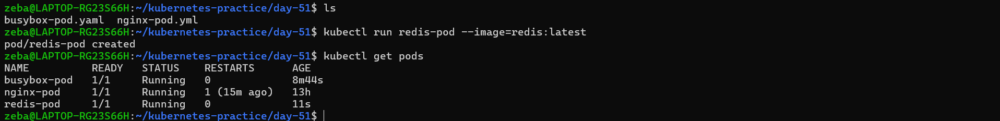 zeba@LAPTOP-RG23S66H:~/kubernetes-practice/day-51$ ls
busybox-pod.yaml  nginx-pod.yml
zeba@LAPTOP-RG23S66H:~/kubernetes-practice/day-51$ kubectl run redis-pod --image=redis:latest
pod/redis-pod created
zeba@LAPTOP-RG23S66H:~/kubernetes-practice/day-51$ kubectl get pods
NAME          READY   STATUS    RESTARTS      AGE
busybox-pod   1/1     Running   0             8m44s
nginx-pod     1/1     Running   1 (15m ago)   13h
redis-pod     1/1     Running   0             11s
zeba@LAPTOP-RG23S66H:~/kubernetes-practice/day-51$